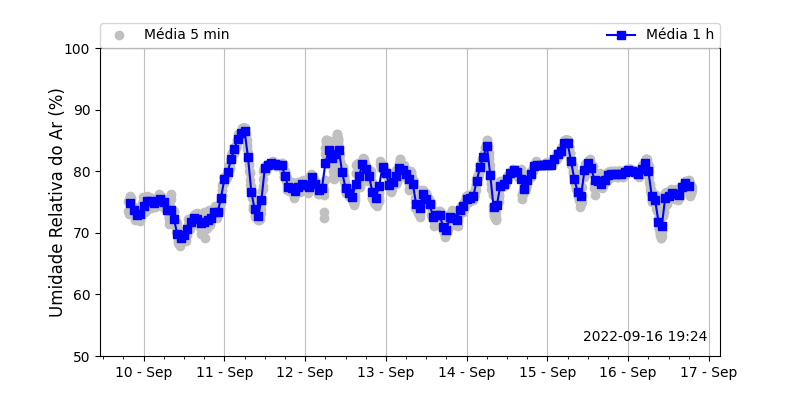 Média 5 min
Média 1 h
Umidade Relativa do Ar (%)
100
90
80
70
60
50
2022-09-16 19:24
10 - Sep
11 - Sep
12 - Sep
13 - Sep
14 - Sep
15 - Sep
16 - Sep
17 - Sep